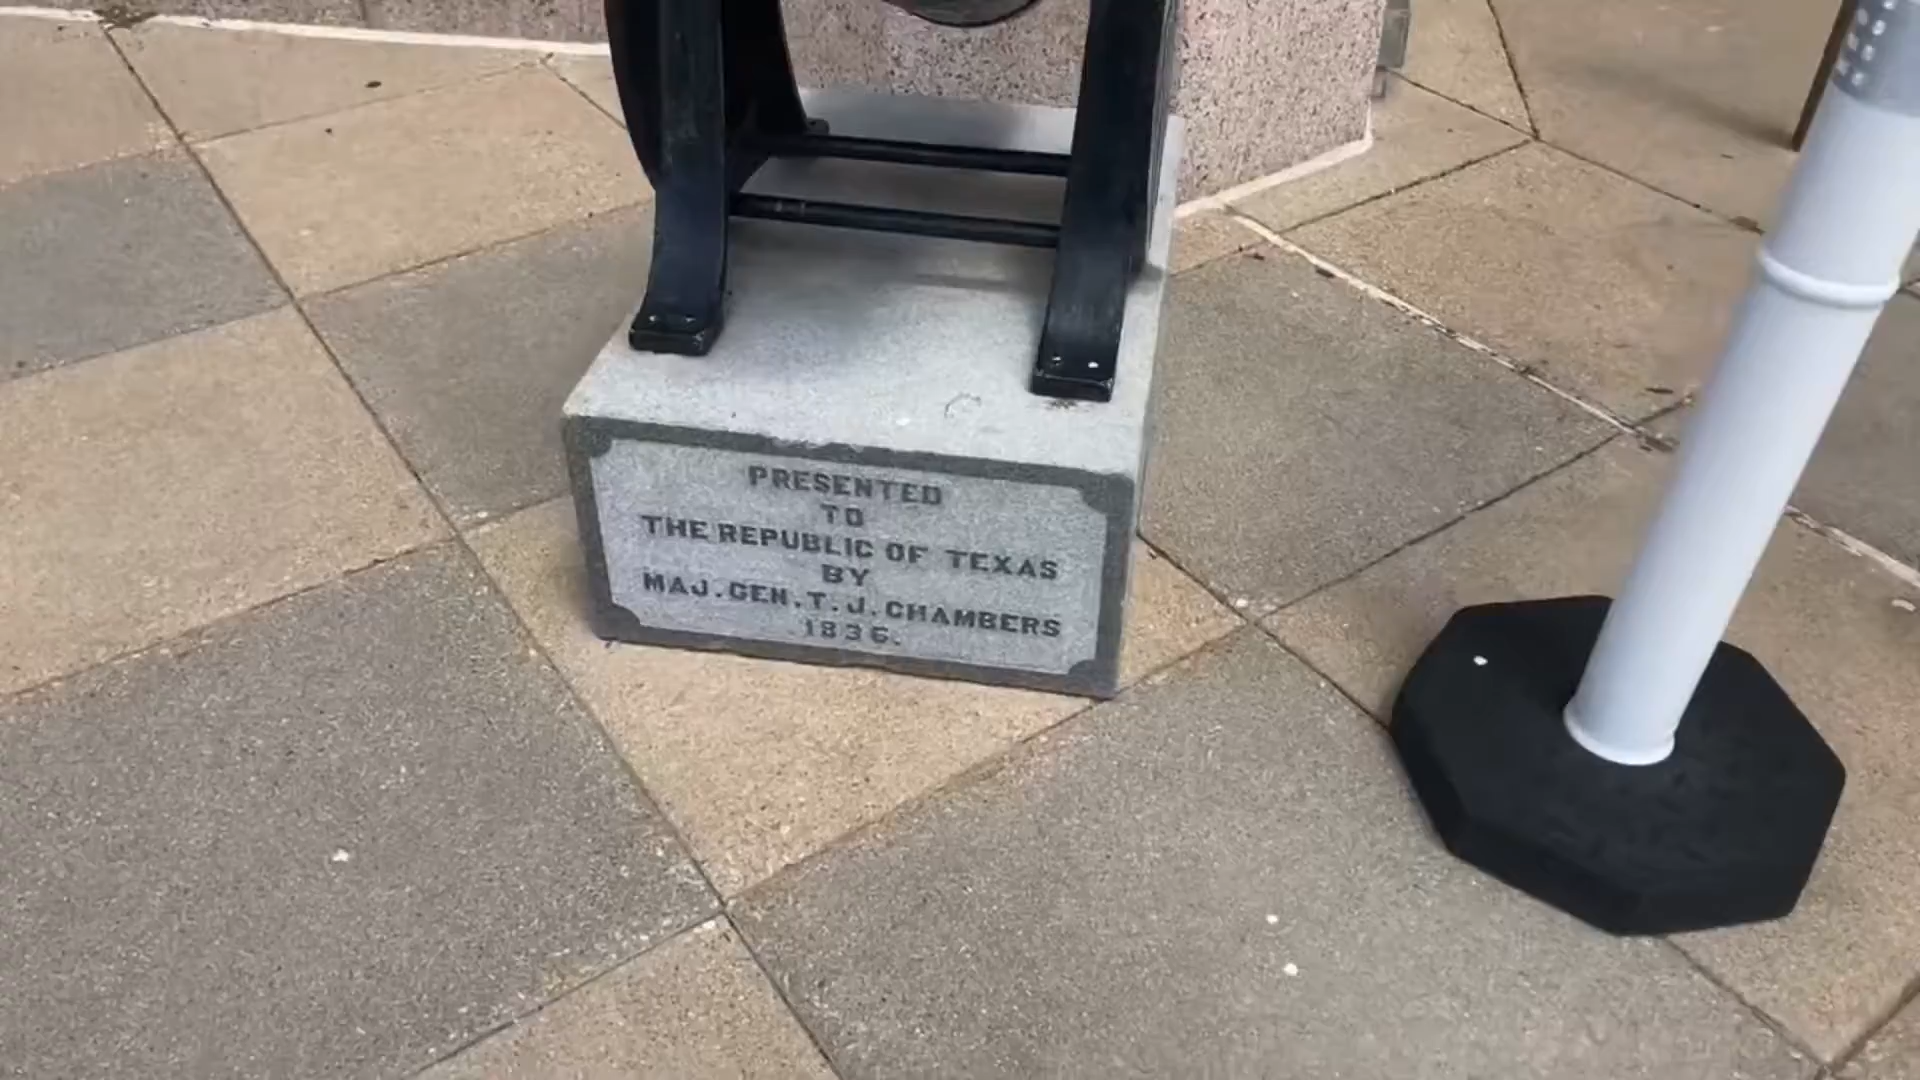 PRESENTED
TO
THE REPUBLIC OF TEXAS
BY
MAJ. GEN. T. J. CHAMBERS
1836.